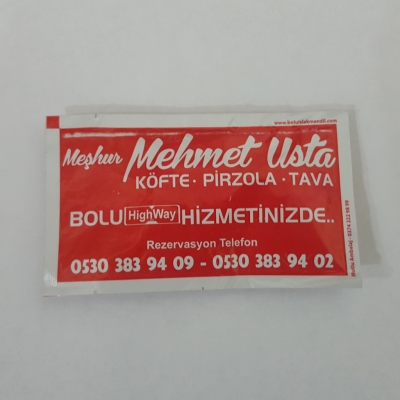 Meşhur Mehmet Usta
KÖFTE · PİRZOLA · TAVA
BOLU HighWay HİZMETİNİZDE..
Rezervasyon Telefon
0530 383 94 09 - 0530 383 94 02